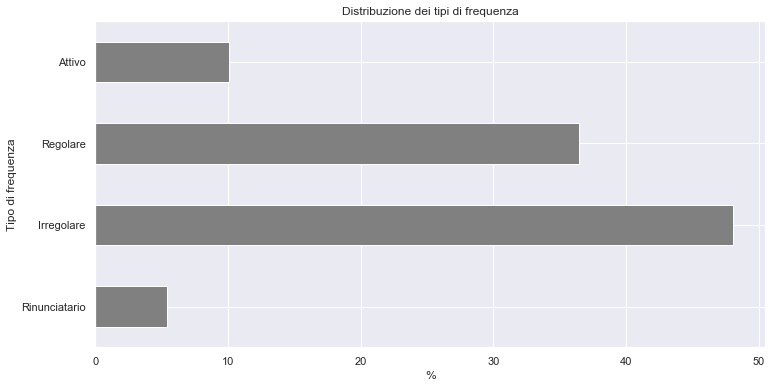 Distribuzione dei tipi di frequenza
Tipo di frequenza
Attivo
Regolare
Irregolare
Rinunciatario
0 10 20 30 40 50
%